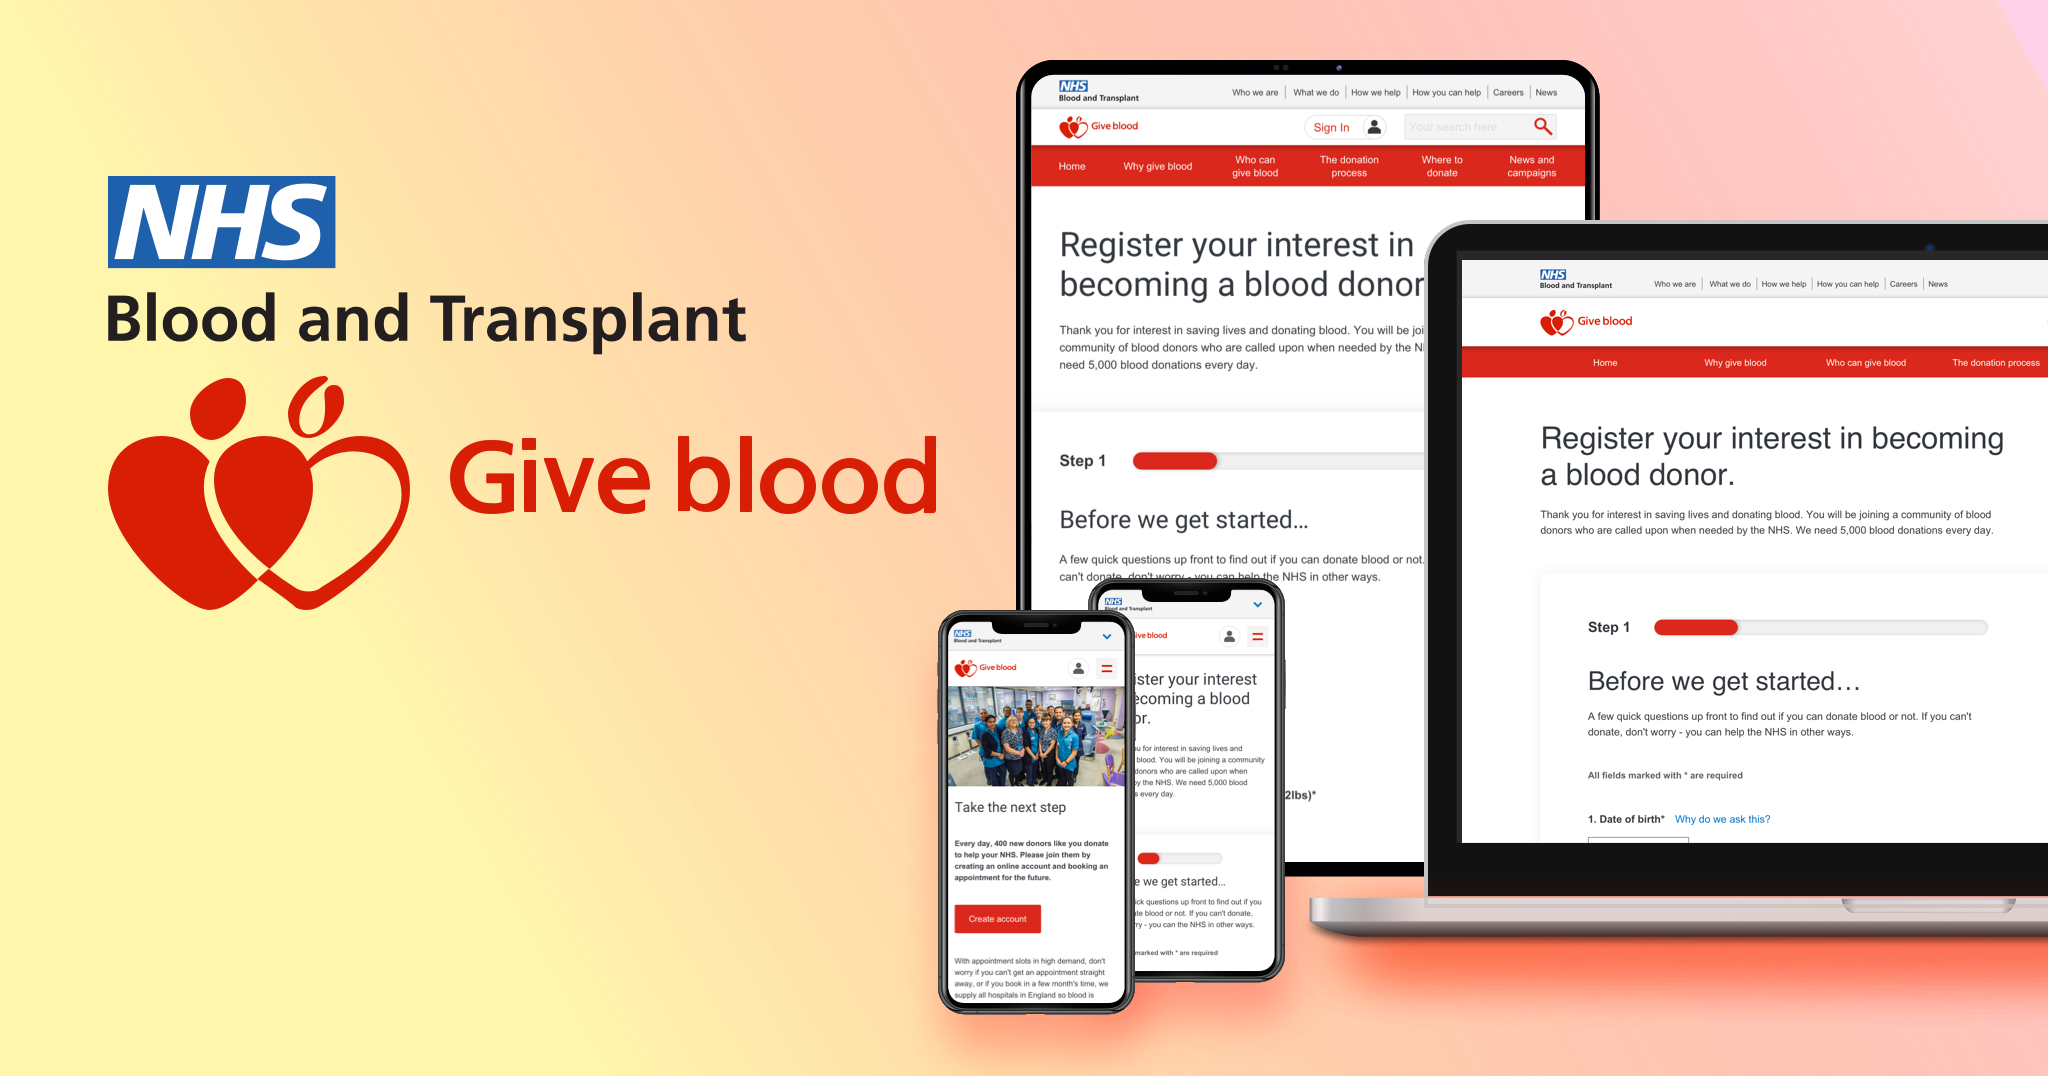 NHS
Blood and Transplant
Give blood
NHS
Blood and Transplant
Who we are
What we do
How we help
How you can help
Careers
News
Give blood
Sign In
Your search here
Home
Why give blood
Who can
give blood
The donation
process
Where to
donate
News and
campaigns
Register your interest in
becoming a blood donor
Thank you for interest in saving lives and donating blood. You will be joi
community of blood donors who are called upon when needed by the N
need 5,000 blood donations every day.
Step 1
Before we get started...
A few quick questions up front to find out if you can donate blood or not.
can't donate, don't worry - you can help the NHS in other ways.
2lbs)*
NHS
Blood and Transplant
Who we are
What we do
How we help
How you can help
Careers
News
Give blood
Home
Why give blood
Who can give blood
The donation process
Register your interest in becoming
a blood donor.
Thank you for interest in saving lives and donating blood. You will be joining a community of blood
donors who are called upon when needed by the NHS. We need 5,000 blood donations every day.
Step 1
Before we get started...
A few quick questions up front to find out if you can donate blood or not. If you can't
donate, don't worry - you can help the NHS in other ways.
All fields marked with * are required
1. Date of birth* Why do we ask this?
NHS
Blood and Transplant
Give blood
Take the next step
Every day, 400 new donors like you donate
to help your NHS. Please join them by
creating an online account and booking an
appointment for the future.
Create account
With appointment slots in high demand, don't
worry if you can't get an appointment straight
away, or if you book in a few month's time, we
supply all hospitals in England so blood is
NHS
Blood and Transplant
ive blood
ister your interest
ecoming a blood
or.
u for interest in saving lives and
blood. You will be joining a community
donors who are called upon when
y the NHS. We need 5,000 blood
s every day.
e we get started...
ick questions up front to find out if you
te blood or not. If you can't donate,
ry - you can the NHS in other ways.
marked with * are required